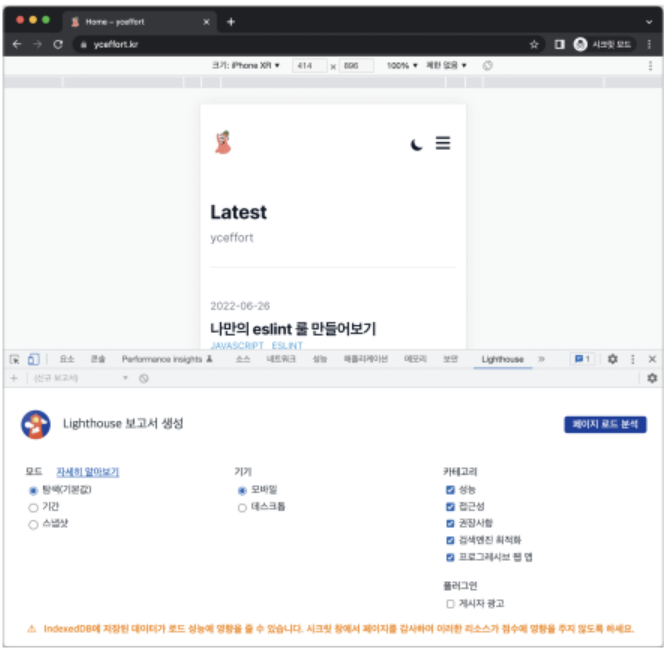 Home – yceffort
yceffort.kr
시크릿 모드
크기: iPhone XR ▼ 414 x 896 100% ▼ 제한 없음 ▼
Latest
yceffort
2022-06-26
나만의 eslint 룰 만들어보기
JAVASCRIPT ESLINT
요소 콘솔 Performance insights 소스 네트워크 성능 애플리케이션 메모리 보안 Lighthouse » 1
+ (신규 보고서) ▼
Lighthouse 보고서 생성
페이지 로드 분석
모드 자세히 알아보기
탐색(기본값)
기간
스냅샷
기기
모바일
데스크톱
카테고리
성능
접근성
권장사항
검색엔진 최적화
프로그레시브 웹 앱
플러그인
게시자 광고
IndexedDB에 저장된 데이터가 로드 성능에 영향을 줄 수 있습니다. 시크릿 창에서 페이지를 감사하여 이러한 리소스가 점수에 영향을 주지 않도록 하세요.